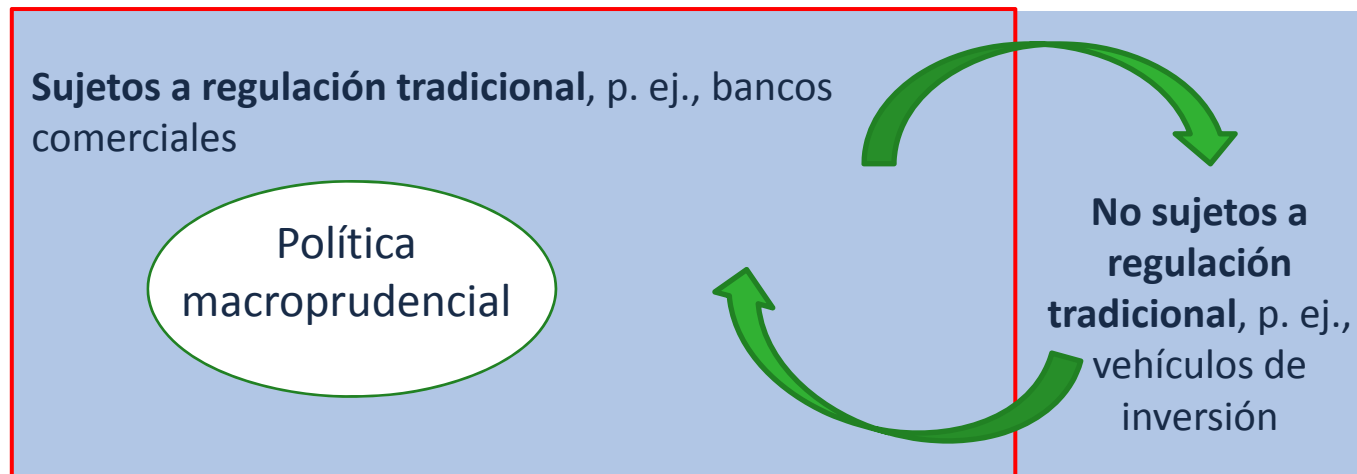 Sujetos a regulación tradicional, p. ej., bancos
comerciales
Política
macroprudencial
No sujetos a
regulación
tradicional, p. ej.,
vehículos de
inversión